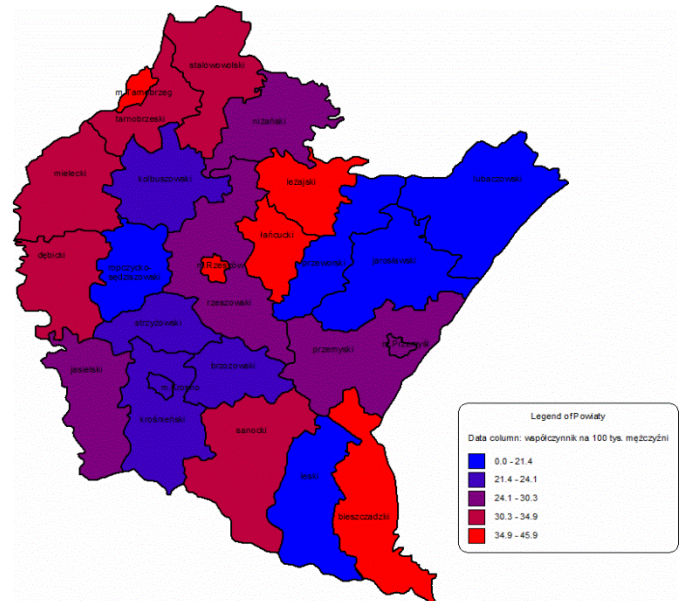 stalowowolski
m.Tarnobrzeg
tarnobrzeski
niżański
mielecki
kolbuszowski
leżajski
lubaczowski
łańcucki
dębicki
m.Rzeszów
przeworski
jarosławski
ropczycko-
sędziszowski
rzeszowski
strzyżowski
przemyski
m.Przemyśl
jasielski
brzozowski
m. Krosno
krośnieński
sanocki
leski
bieszczadzki
Legend of Powiaty
Data column: współczynnik na 100 tys. mężczyźni
0.0 - 21.4
21.4 - 24.1
24.1 - 30.3
30.3 - 34.9
34.9 - 45.9